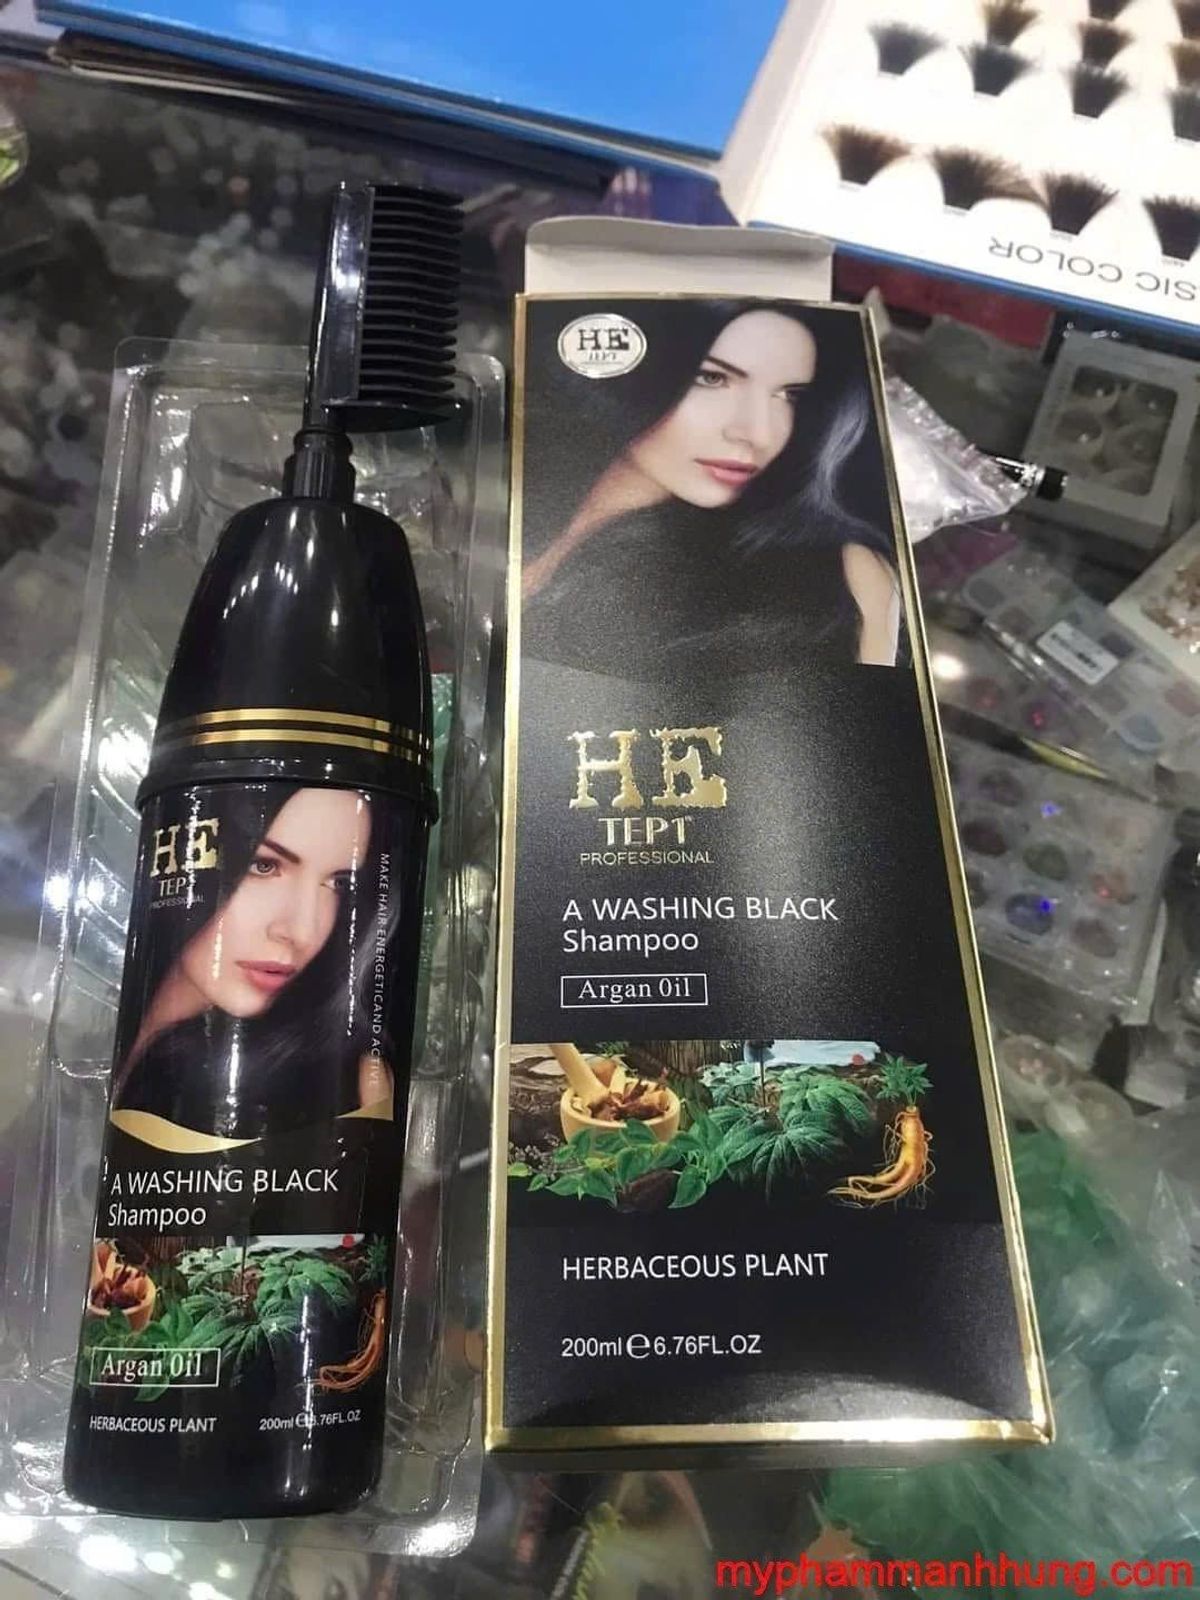 SIC COLOR
HE
TEPT
HE
TEPT
PROFESSIONAL
A WASHING BLACK
Shampoo
Argan Oil
HERBACEOUS PLANT
200ml e 6.76FL.OZ
HE
TEP
PROFESSIONAL
MAKE HAIR ENERGETICAND ACTIVE
A WASHING BLACK
Shampoo
Argan Oil
HERBACEOUS PLANT
200ml e 6.76FL.OZ
myphammanhhung.com